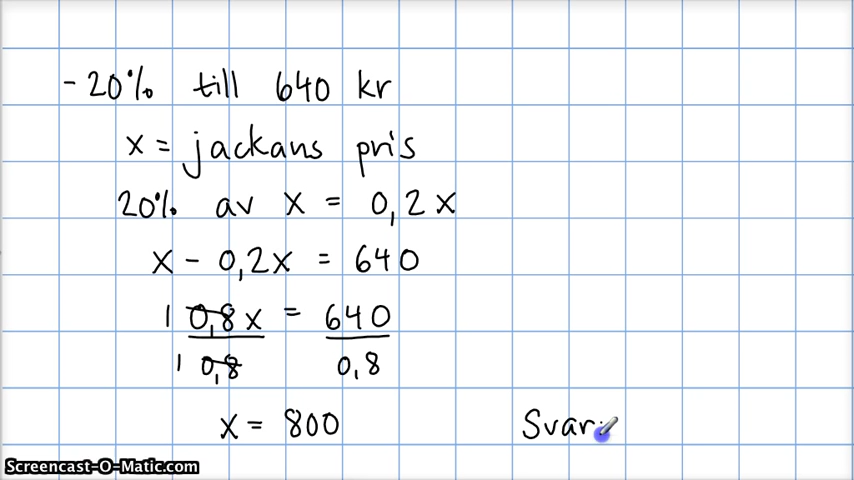 - 20% till 640 kr
x = jackans pris
20% av x = 0,2x
x - 0,2x = 640
1 0,8x = 640
1 0,8 0,8
x = 800
Svar:
Screencast-O-Matic.com